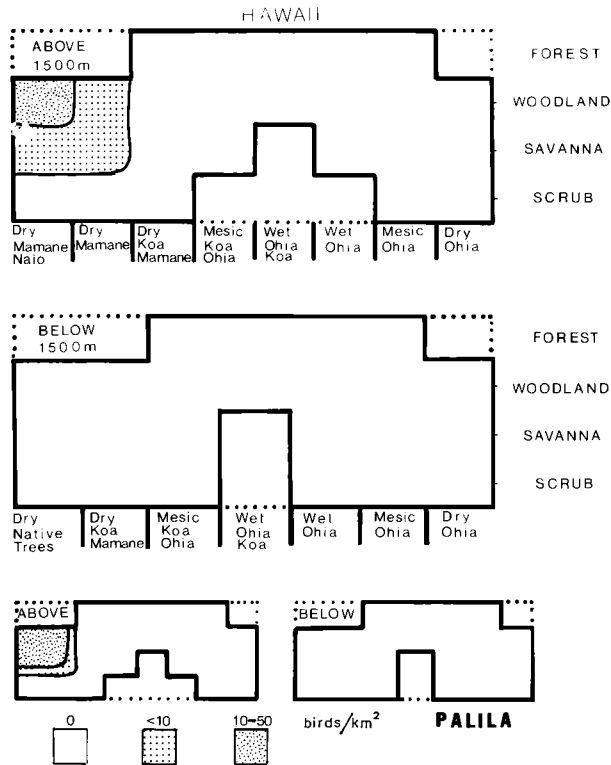 HAWAII
ABOVE
1500m
FOREST
WOODLAND
SAVANNA
SCRUB
Dry
Mamane
Naio
Dry
Mamane
Dry
Koa
Mamane
Mesic
Koa
Ohia
Wet
Ohia
Koa
Wet
Ohia
Mesic
Ohia
Dry
Ohia
BELOW
1500m
FOREST
WOODLAND
SAVANNA
SCRUB
Dry
Native
Trees
Dry
Koa
Mamane
Mesic
Koa
Ohia
Wet
Ohia
Koa
Wet
Ohia
Mesic
Ohia
Dry
Ohia
ABOVE
BELOW
0
<10
10-50
birds/km²
PALILA